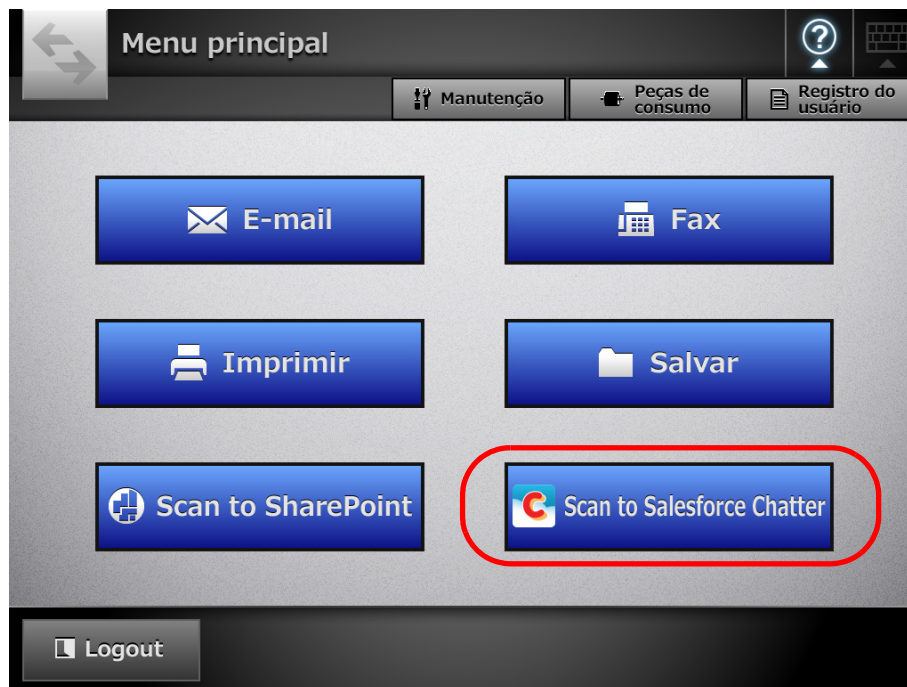 Menu principal
?
Manutenção
Peças de
consumo
Registro do
usuário
E-mail
Fax
Imprimir
Salvar
Scan to SharePoint
C Scan to Salesforce Chatter
Logout